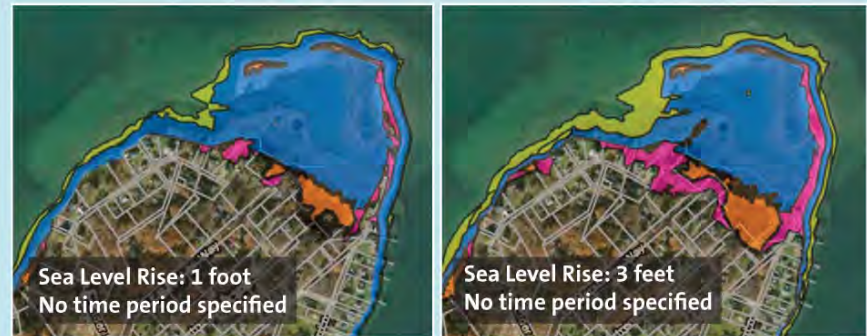 Sea Level Rise: 1 foot
No time period specified
Sea Level Rise: 3 feet
No time period specified